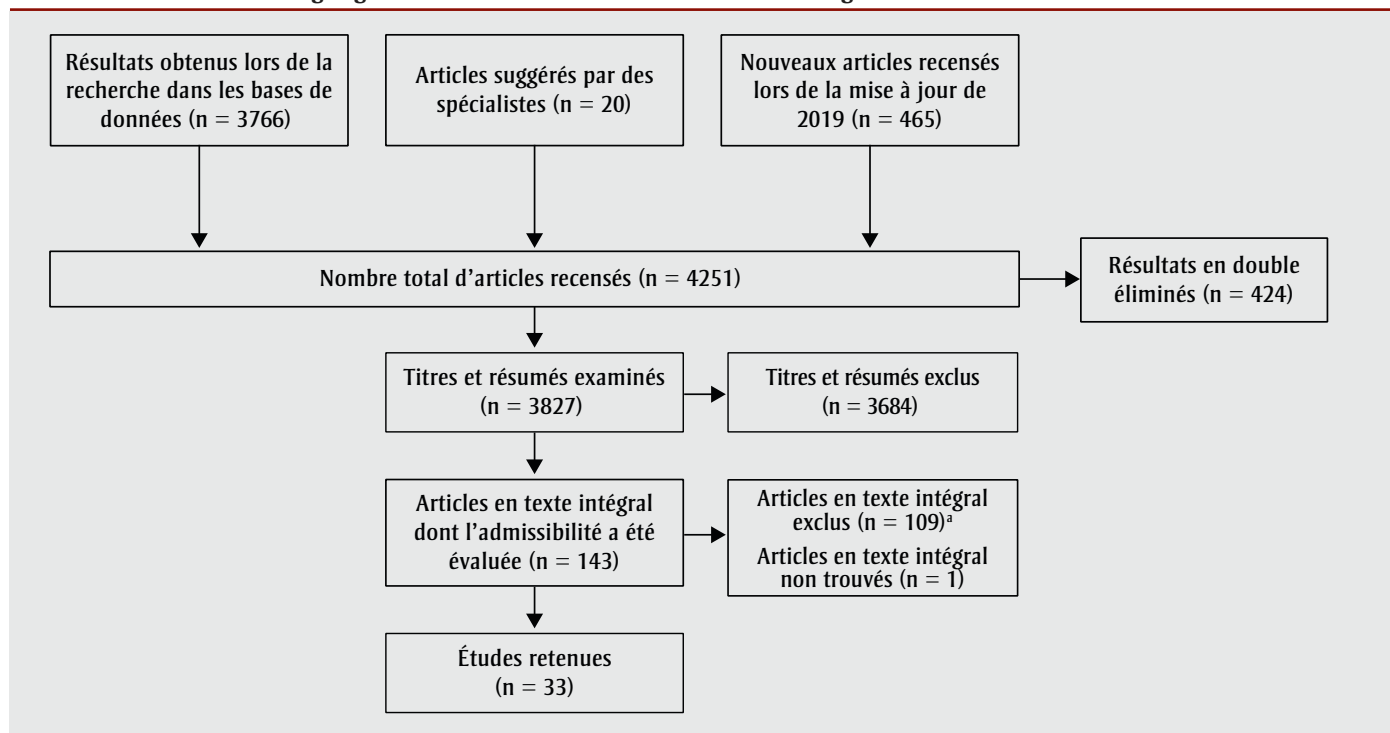 Résultats obtenus lors de la
recherche dans les bases de
données (n = 3766)
Articles suggérés par des
spécialistes (n = 20)
Nouveaux articles recensés
lors de la mise à jour de
2019 (n = 465)
Nombre total d’articles recensés (n = 4251)
Résultats en double
éliminés (n = 424)
Titres et résumés examinés
(n = 3827)
Titres et résumés exclus
(n = 3684)
Articles en texte intégral
dont l’admissibilité a été
évaluée (n = 143)
Articles en texte intégral
exclus (n = 109)ᵃ
Articles en texte intégral
non trouvés (n = 1)
Études retenues
(n = 33)